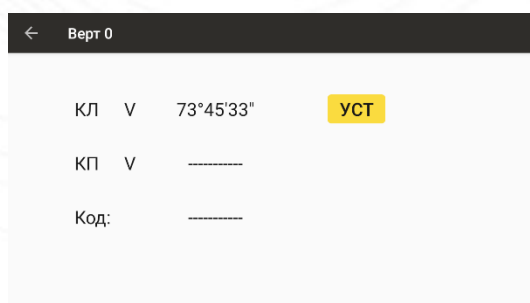 ← Верт 0
КЛ V 73°45'33" УСТ
КП V -----------
Код: -----------